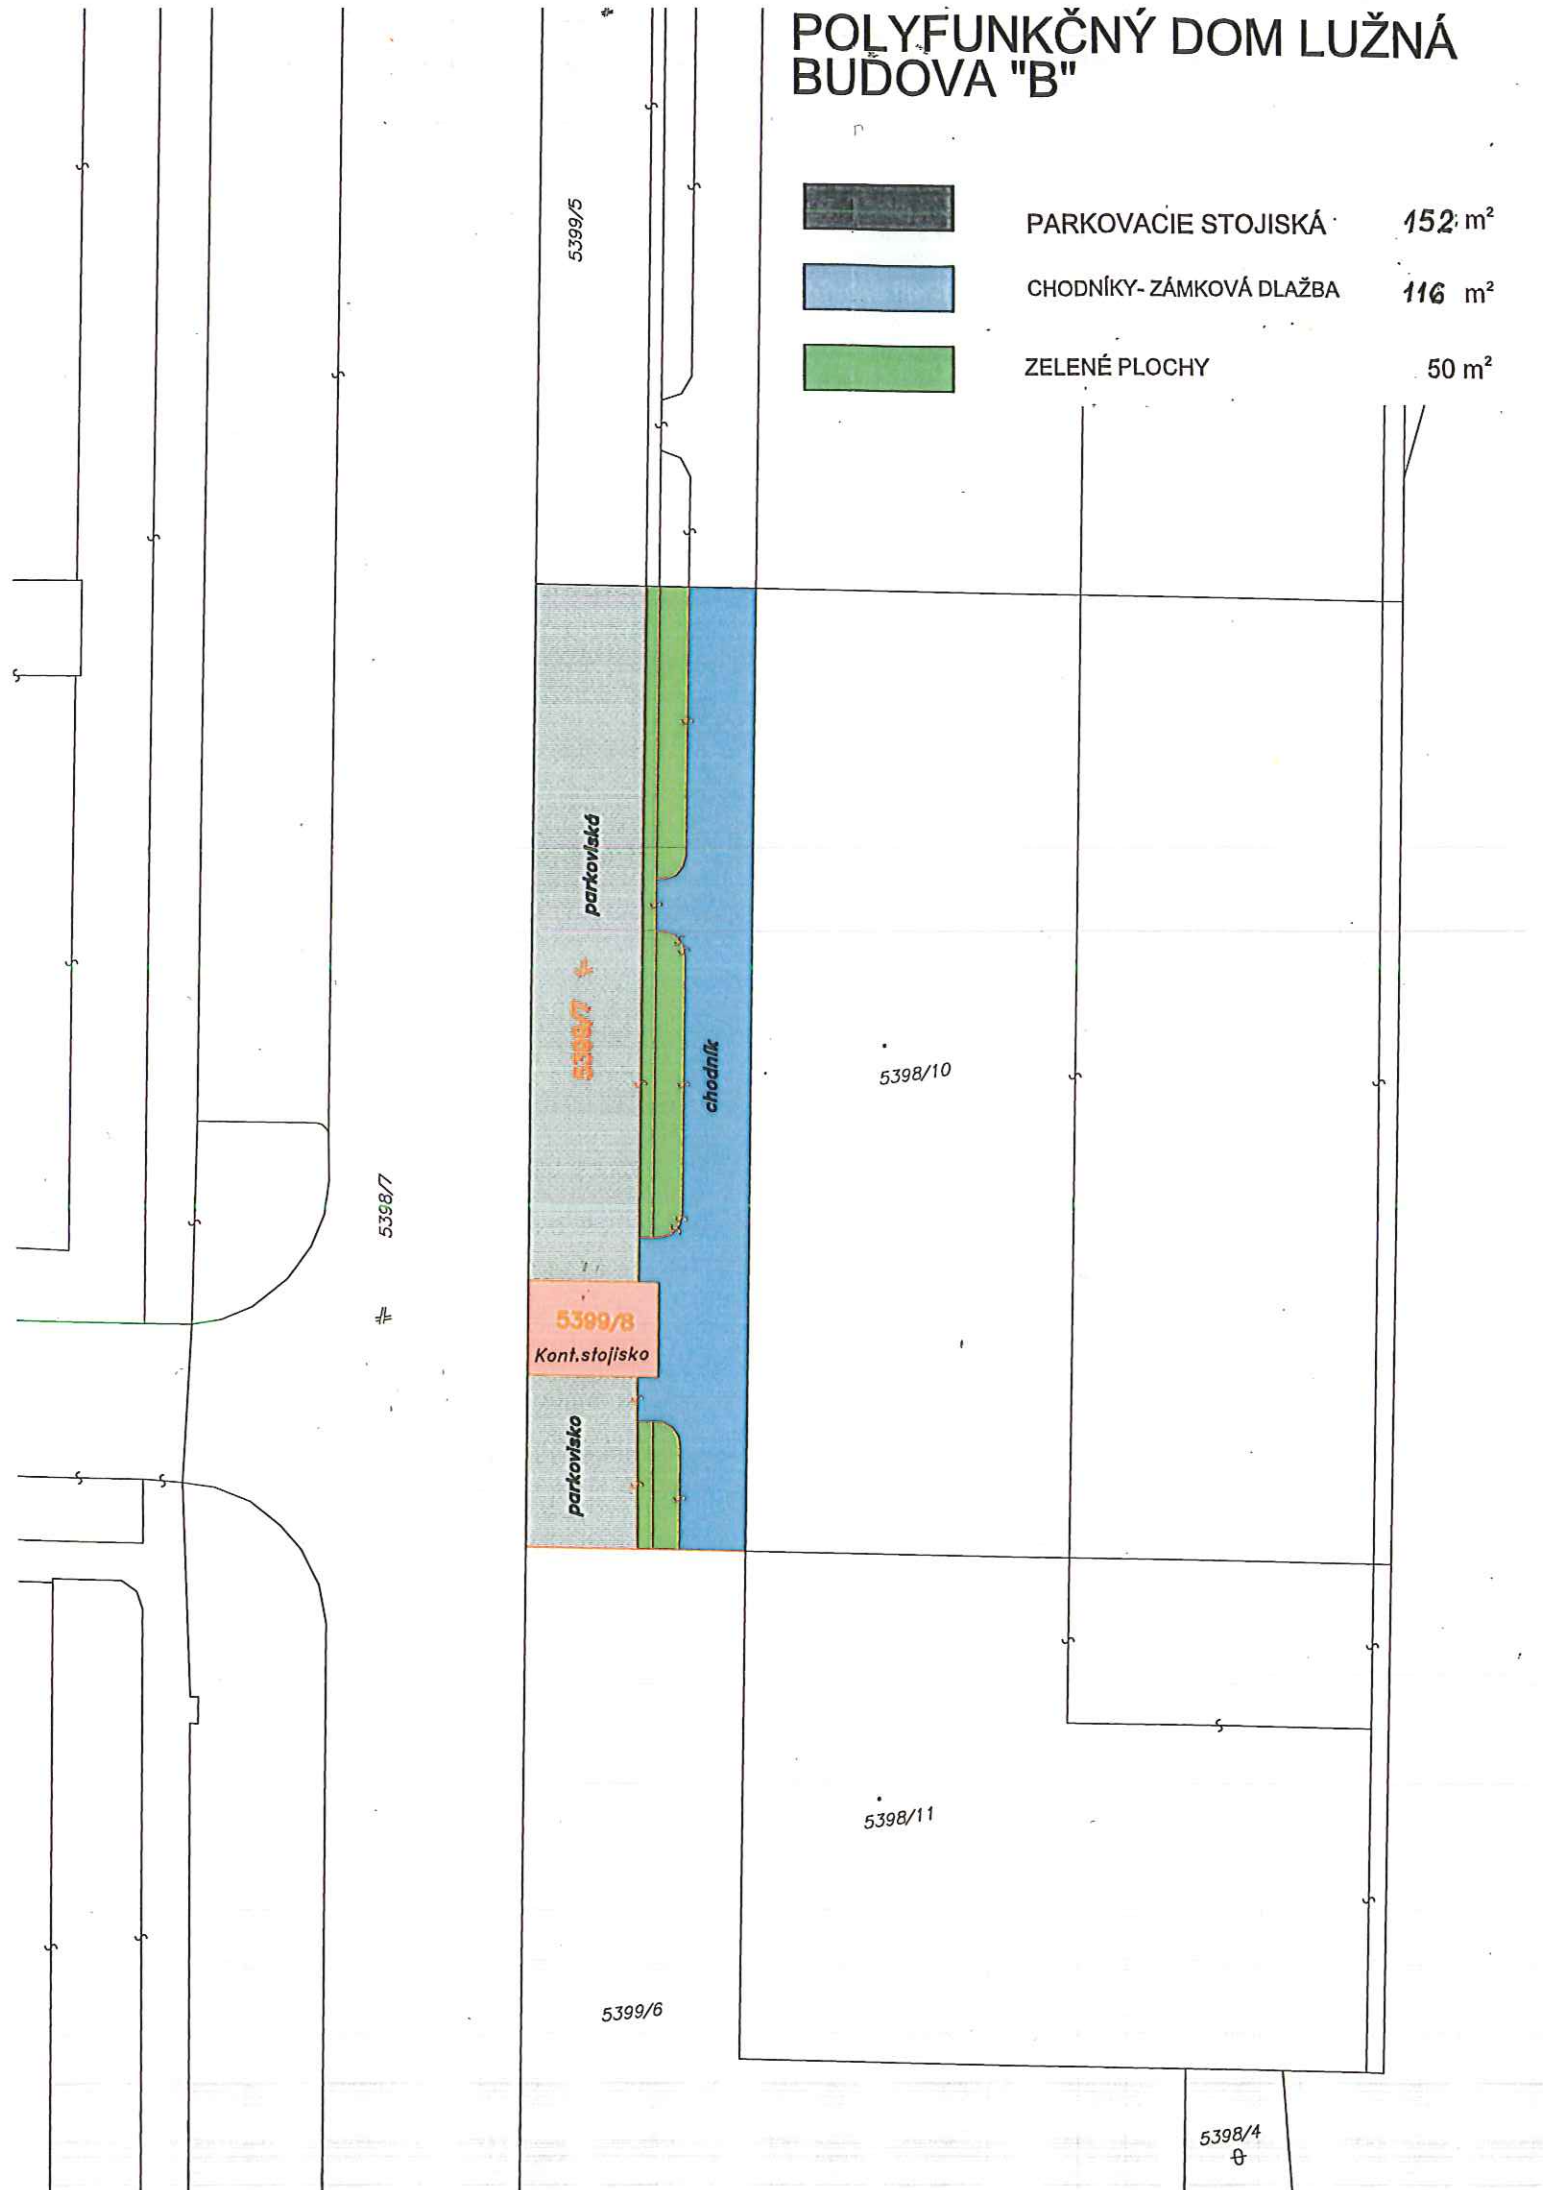 POLYFUNKČNÝ DOM LUŽNÁ
BUDOVA "B"
PARKOVACIE STOJISKÁ 152 m²
CHODNÍKY- ZÁMKOVÁ DLAŽBA 116 m²
ZELENÉ PLOCHY 50 m²
5399/5
parkoviská
5399/7
chodník
5398/10
5398/7
5399/8
Kont.stojisko
parkovisko
5398/11
5399/6
5398/4